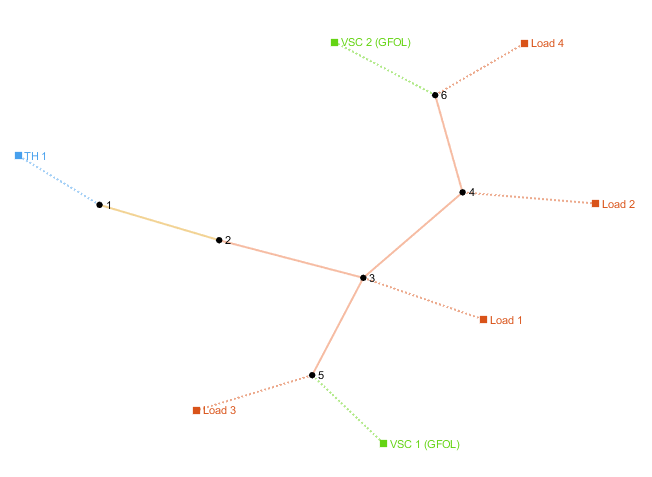 VSC 2 (GFOL)
Load 4
6
TH 1
4
Load 2
1
2
3
Load 1
5
Load 3
VSC 1 (GFOL)